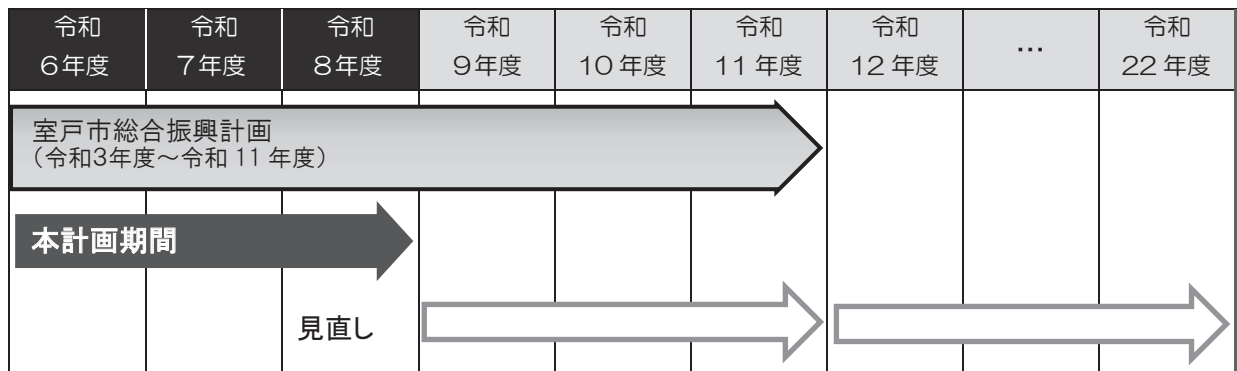 令和 令和 令和 令和 令和 令和 令和 … 令和
6年度 7年度 8年度 9年度 10年度 11年度 12年度 22年度
室戸市総合振興計画
（令和3年度～令和 11 年度）
本計画期間
見直し